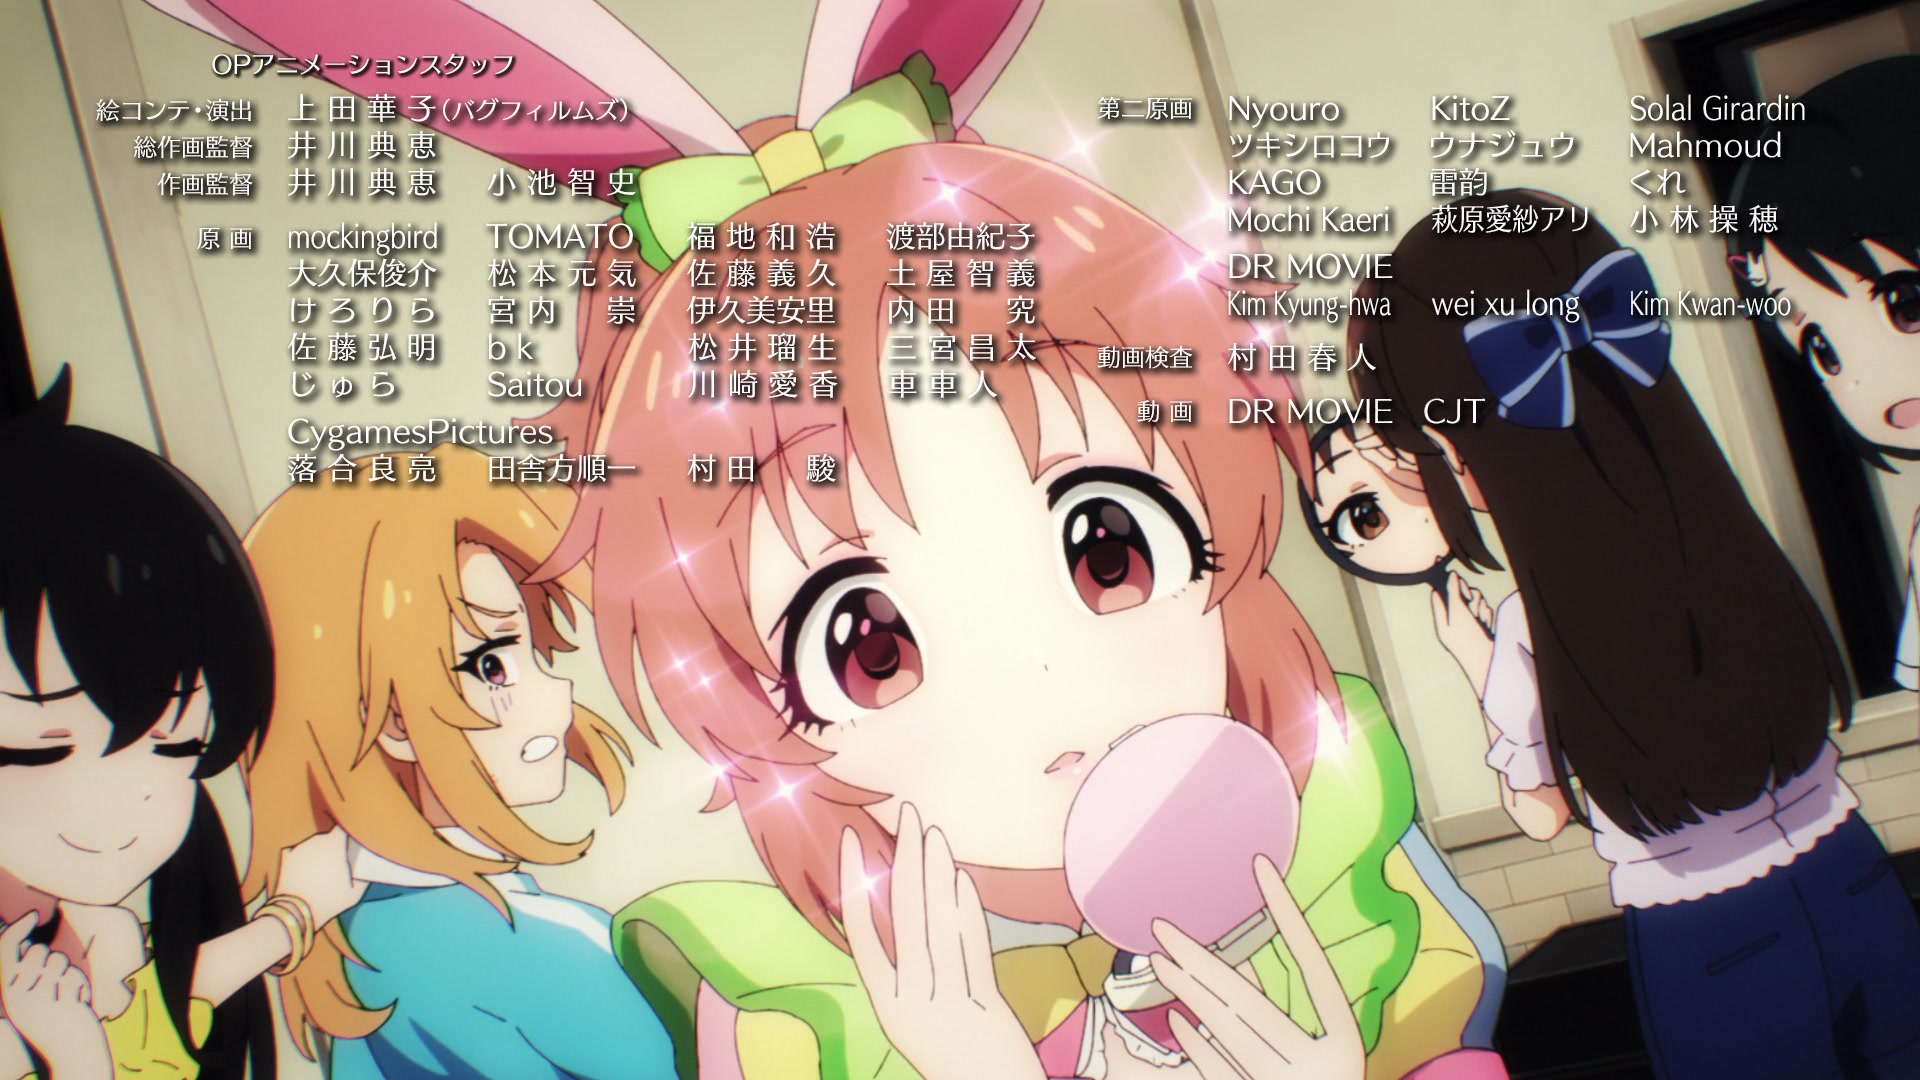 OPアニメーションスタッフ
絵コンテ・演出 上田華子(バグフィルムズ)
総作画監督 井川典恵
作画監督 井川典恵 小池智史
原画 mockingbird TOMATO 福地和浩 渡部由紀子
大久保俊介 松本元気 佐藤義久 土屋智義
けろりら 宮内崇 伊久美安里 内田究
佐藤弘明 bk 松井瑠生 三宮昌太
じゅら Saitou 川崎愛香 車車人
CygamesPictures
落合良亮 田舎方順一 村田駿
第二原画 Nyouro KitoZ Solal Girardin
ツキシロコウ ウナジュウ Mahmoud
KAGO 雷韵 くれ
Mochi Kaeri 萩原愛紗アリ 小林操穂
DR MOVIE
Kim Kyung-hwa wei xu long Kim Kwan-woo
動画検査 村田春人
動画 DR MOVIE CJT